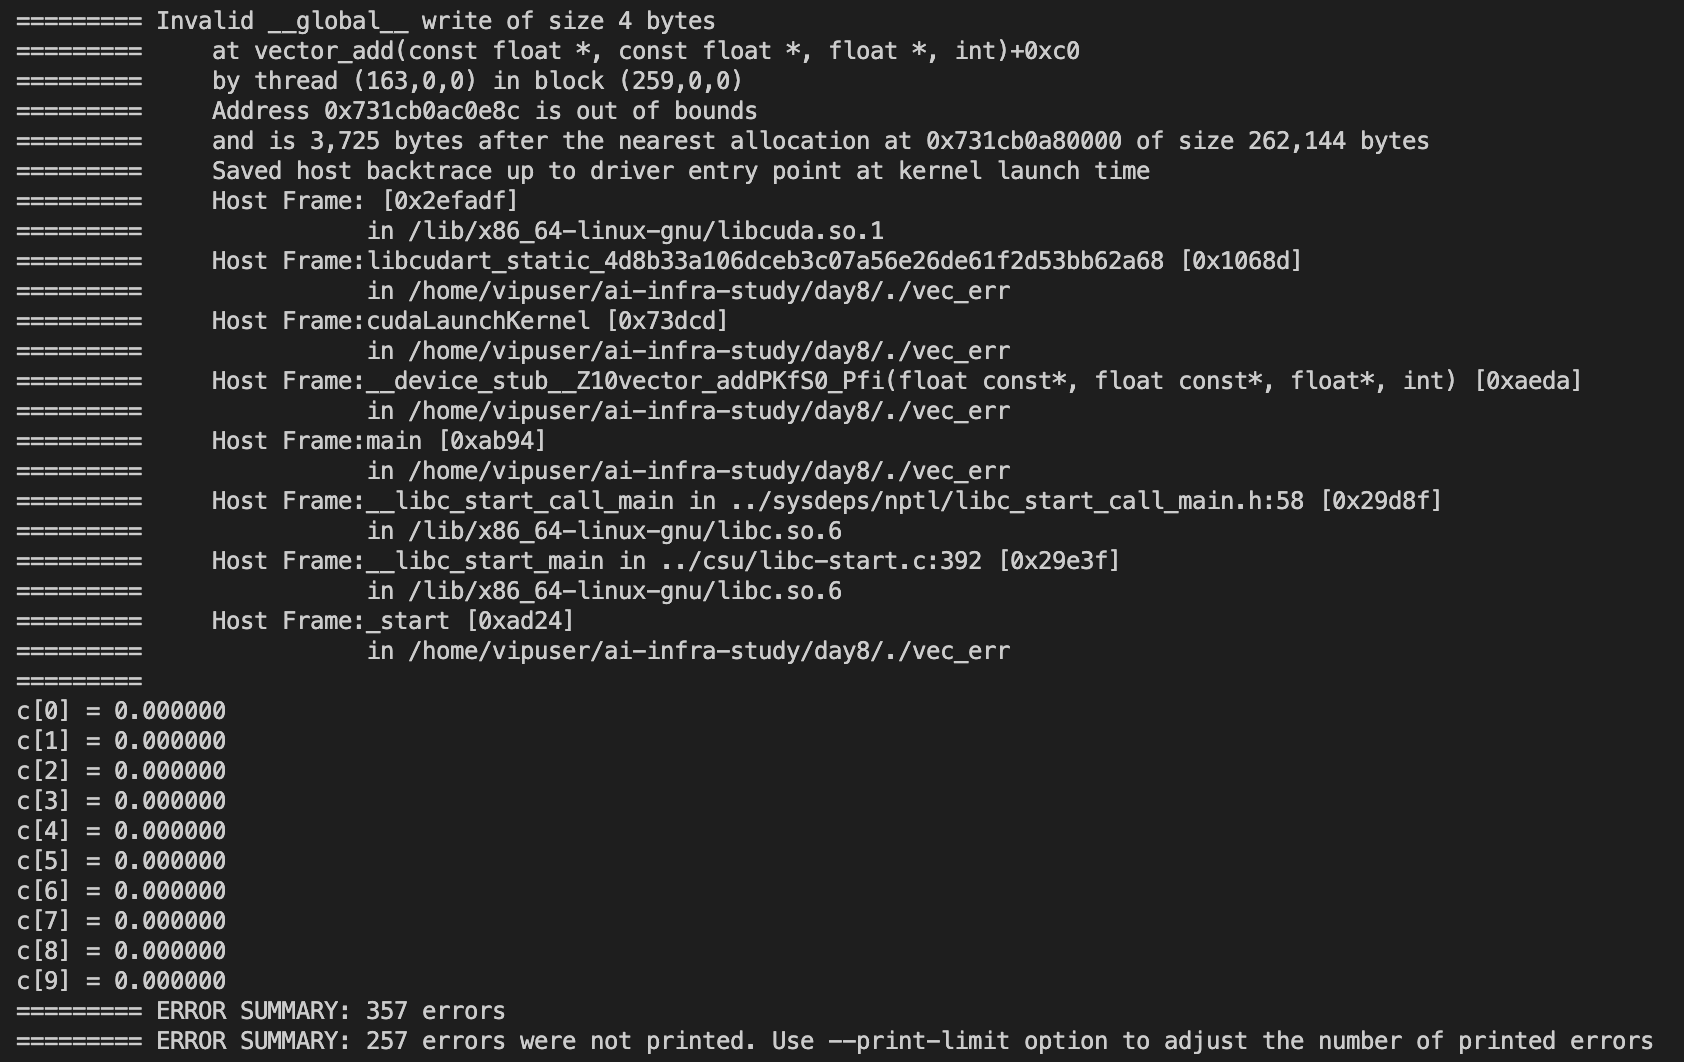 ========= Invalid __global__ write of size 4 bytes
=========     at vector_add(const float *, const float *, float *, int)+0xc0
=========     by thread (163,0,0) in block (259,0,0)
=========     Address 0x731cb0ac0e8c is out of bounds
=========     and is 3,725 bytes after the nearest allocation at 0x731cb0a80000 of size 262,144 bytes
=========     Saved host backtrace up to driver entry point at kernel launch time
=========     Host Frame: [0x2efadf]
=========                in /lib/x86_64-linux-gnu/libcuda.so.1
=========     Host Frame:libcudart_static_4d8b33a106dceb3c07a56e26de61f2d53bb62a68 [0x1068d]
=========                in /home/vipuser/ai-infra-study/day8/./vec_err
=========     Host Frame:cudaLaunchKernel [0x73dcd]
=========                in /home/vipuser/ai-infra-study/day8/./vec_err
=========     Host Frame:__device_stub__Z10vector_addPKfS0_Pfi(float const*, float const*, float*, int) [0xaeda]
=========                in /home/vipuser/ai-infra-study/day8/./vec_err
=========     Host Frame:main [0xab94]
=========                in /home/vipuser/ai-infra-study/day8/./vec_err
=========     Host Frame:__libc_start_call_main in ../sysdeps/nptl/libc_start_call_main.h:58 [0x29d8f]
=========                in /lib/x86_64-linux-gnu/libc.so.6
=========     Host Frame:__libc_start_main in ../csu/libc-start.c:392 [0x29e3f]
=========                in /lib/x86_64-linux-gnu/libc.so.6
=========     Host Frame:_start [0xad24]
=========                in /home/vipuser/ai-infra-study/day8/./vec_err
=========
c[0] = 0.000000
c[1] = 0.000000
c[2] = 0.000000
c[3] = 0.000000
c[4] = 0.000000
c[5] = 0.000000
c[6] = 0.000000
c[7] = 0.000000
c[8] = 0.000000
c[9] = 0.000000
========= ERROR SUMMARY: 357 errors
========= ERROR SUMMARY: 257 errors were not printed. Use --print-limit option to adjust the number of printed errors